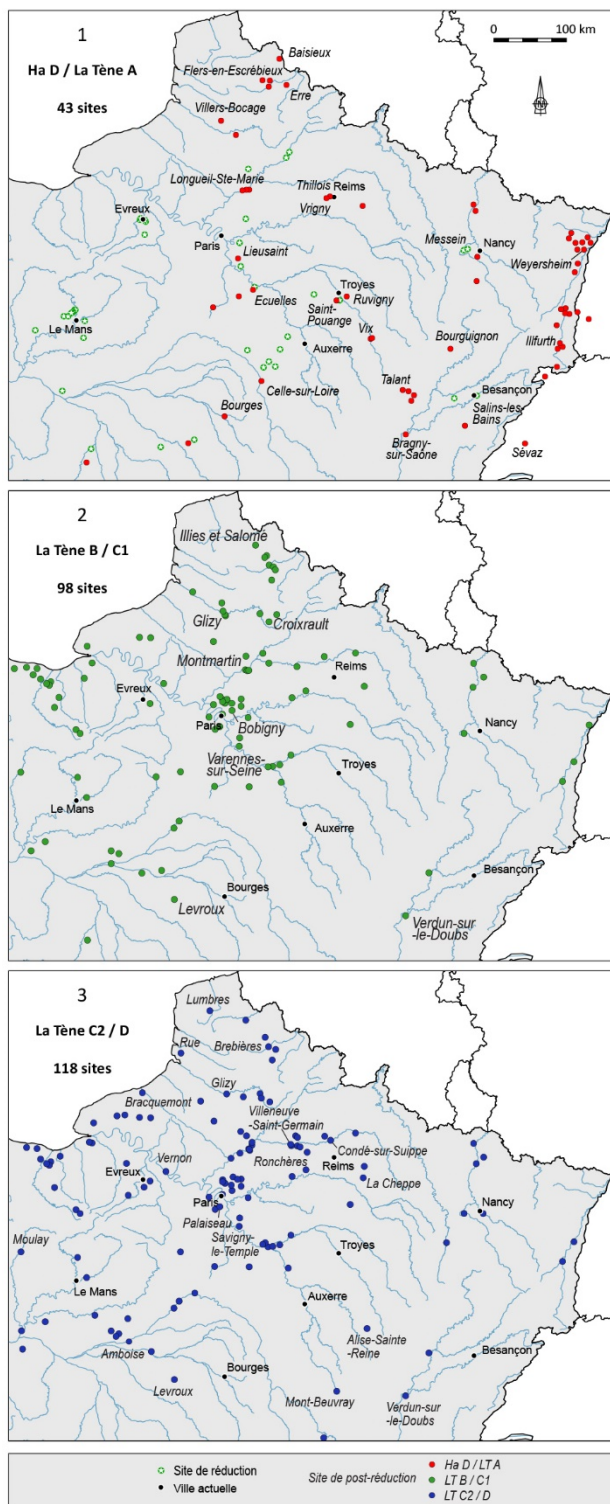 1
Ha D / La Tène A
43 sites
0 100 km
N
Baisieux
Flers-en-Escrébieux
Erre
Villers-Bocage
Longueil-Ste-Marie
Thillois
Reims
Vrigny
Evreux
Paris
Lieusaint
Messein
Nancy
Weyersheim
Troyes
Ecuelles
Saint-
Pouange
Ruvigny
Le Mans
Vix
Auxerre
Bourguignon
Illfurth
Celle-sur-Loire
Talant
Besançon
Bourges
Salins-les-
Bains
Bragny-
sur-Saône
Sévaz
2
La Tène B / C1
98 sites
Illies et Salomé
Glizy
Croixrault
Montmartin
Reims
Evreux
Paris
Bobigny
Nancy
Varennes-
sur-Seine
Troyes
Le Mans
Auxerre
Besançon
Bourges
Levroux
Verdun-sur
-le-Doubs
3
La Tène C2 / D
118 sites
Lumbres
Rue
Brebières
Glizy
Bracquemont
Villeneuve
-Saint-Germain
Condé-sur-Suippe
Vernon
Ronchères
Reims
Evreux
La Cheppe
Paris
Nancy
Palaiseau
Moulay
Savigny-
le-Temple
Troyes
Le Mans
Auxerre
Alise-Sainte
-Reine
Amboise
Besançon
Bourges
Levroux
Mont-Beuvray
Verdun-sur
-le-Doubs
Site de réduction
Ville actuelle
Site de post-réduction
Ha D / LT A
LT B / C1
LT C2 / D